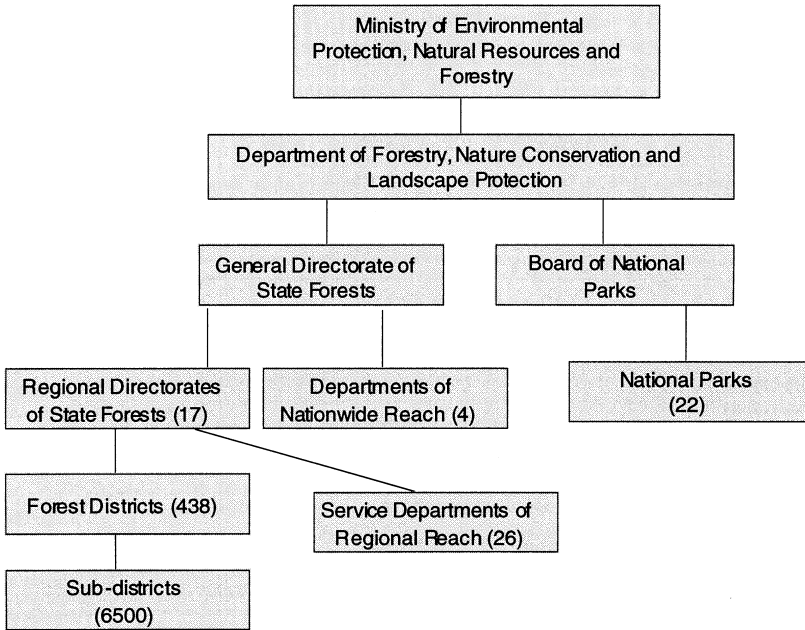 Ministry of Environmental
Protection, Natural Resources and
Forestry
Department of Forestry, Nature Conservation and
Landscape Protection
General Directorate of
State Forests
Board of National
Parks
Regional Directorates
of State Forests (17)
Departments of
Nationwide Reach (4)
National Parks
(22)
Forest Districts (438)
Service Departments of
Regional Reach (26)
Sub-districts
(6500)